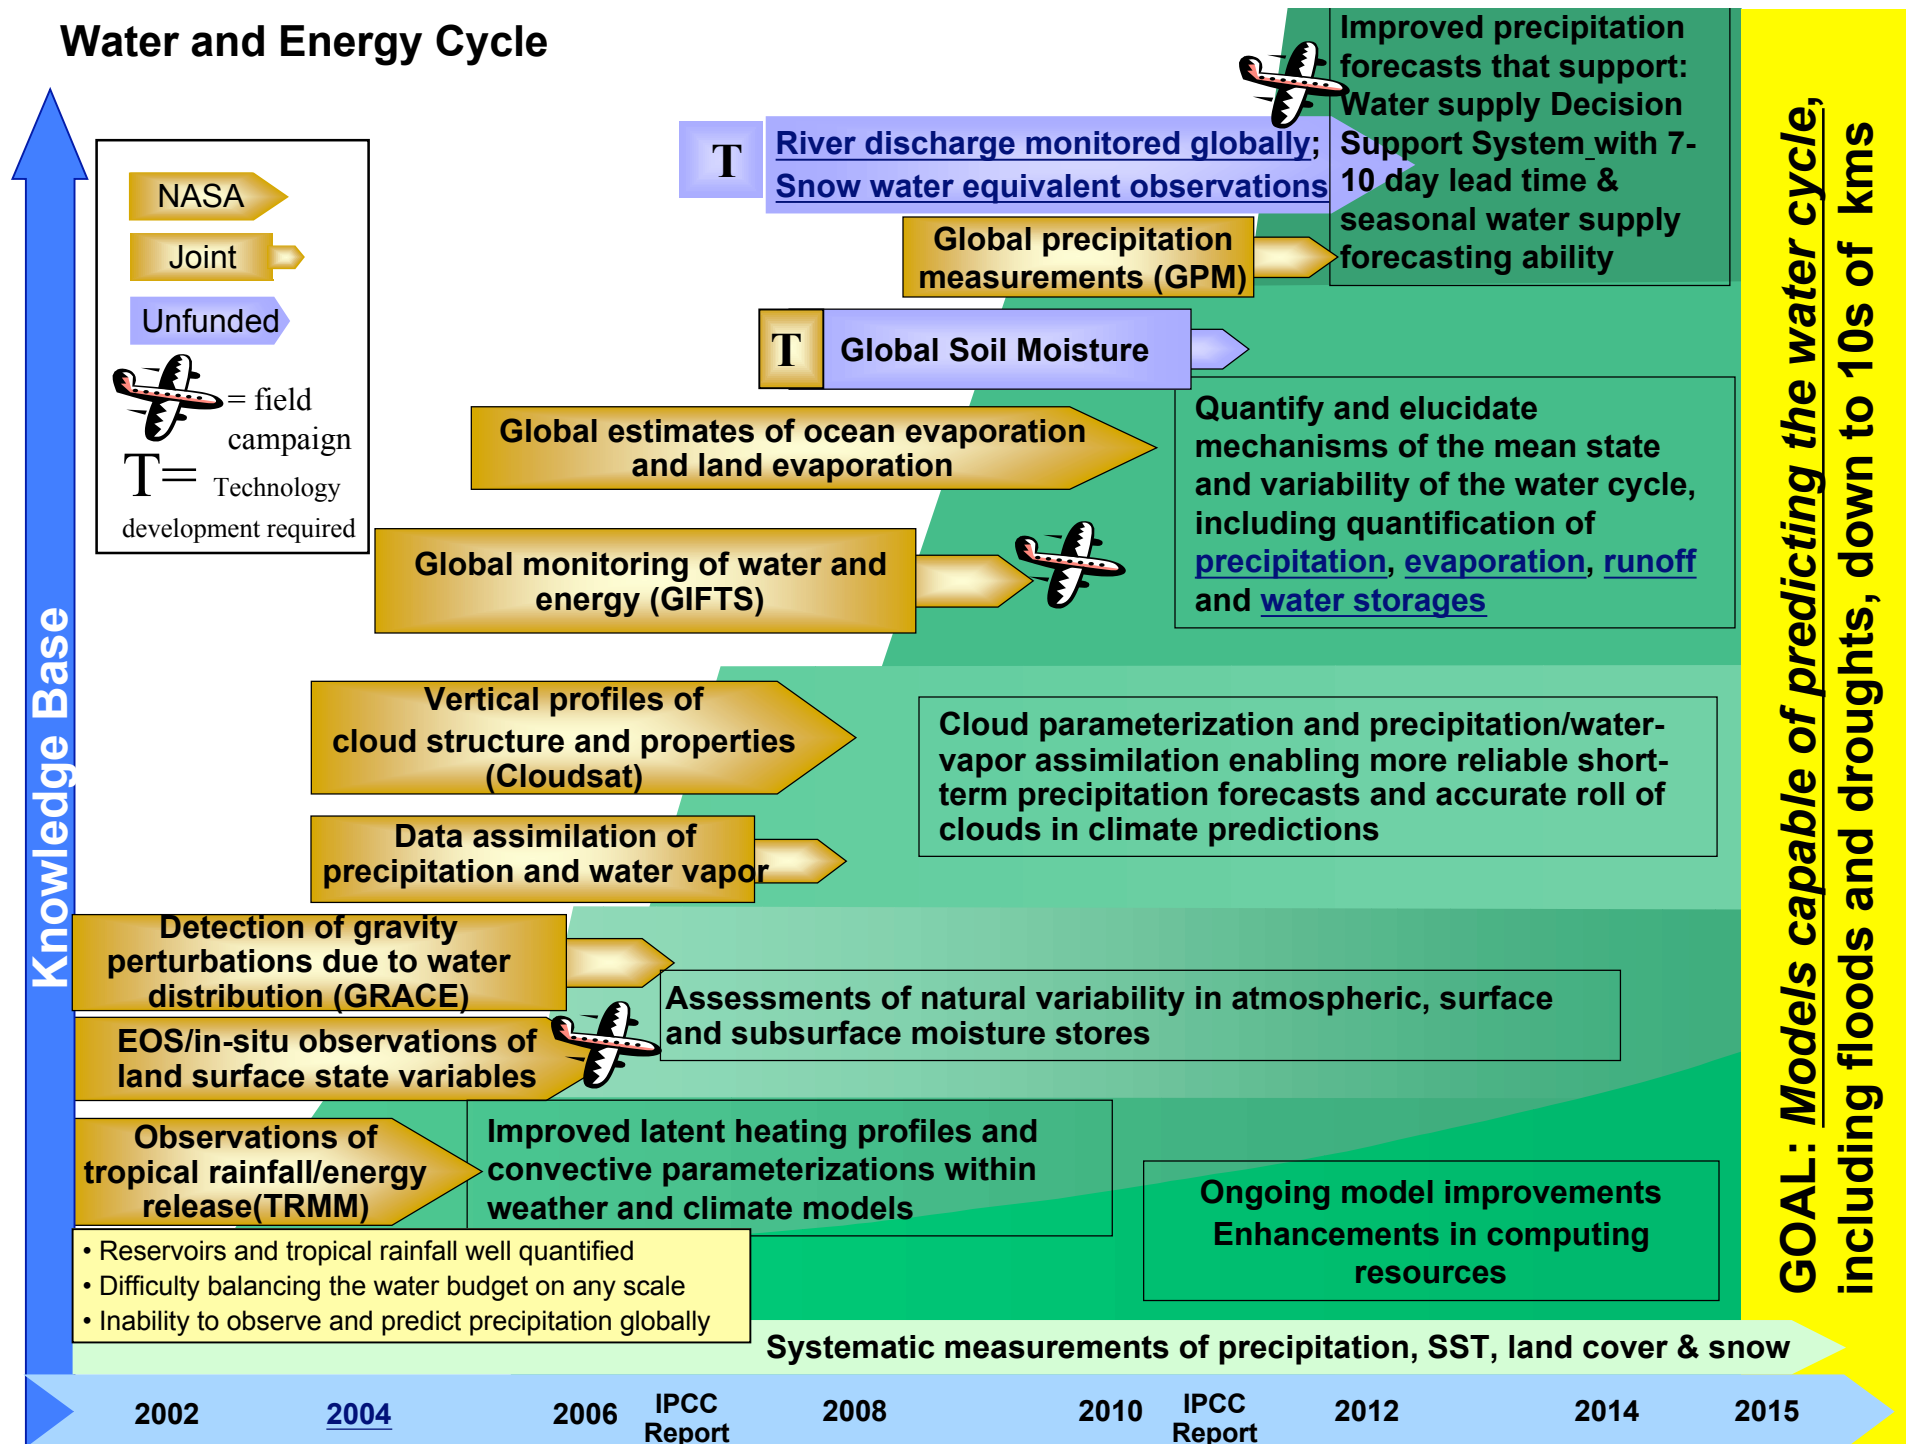 Water and Energy Cycle
NASA
Joint
Unfunded
= field
campaign
T= Technology
development required
Knowledge Base
Improved precipitation
forecasts that support:
Water supply Decision
Support System with 7-
10 day lead time &
seasonal water supply
forecasting ability
T
River discharge monitored globally;
Snow water equivalent observations
Global precipitation
measurements (GPM)
T
Global Soil Moisture
Global estimates of ocean evaporation
and land evaporation
Quantify and elucidate
mechanisms of the mean state
and variability of the water cycle,
including quantification of
precipitation, evaporation, runoff
and water storages
Global monitoring of water and
energy (GIFTS)
Vertical profiles of
cloud structure and properties
(Cloudsat)
Cloud parameterization and precipitation/water-
vapor assimilation enabling more reliable short-
term precipitation forecasts and accurate roll of
clouds in climate predictions
Data assimilation of
precipitation and water vapor
Detection of gravity
perturbations due to water
distribution (GRACE)
Assessments of natural variability in atmospheric, surface
and subsurface moisture stores
EOS/in-situ observations of
land surface state variables
Observations of
tropical rainfall/energy
release(TRMM)
Improved latent heating profiles and
convective parameterizations within
weather and climate models
Ongoing model improvements
Enhancements in computing
resources
• Reservoirs and tropical rainfall well quantified
• Difficulty balancing the water budget on any scale
• Inability to observe and predict precipitation globally
Systematic measurements of precipitation, SST, land cover & snow
GOAL: Models capable of predicting the water cycle,
including floods and droughts, down to 10s of kms
2002
2004
2006
IPCC
Report
2008
2010
IPCC
Report
2012
2014
2015